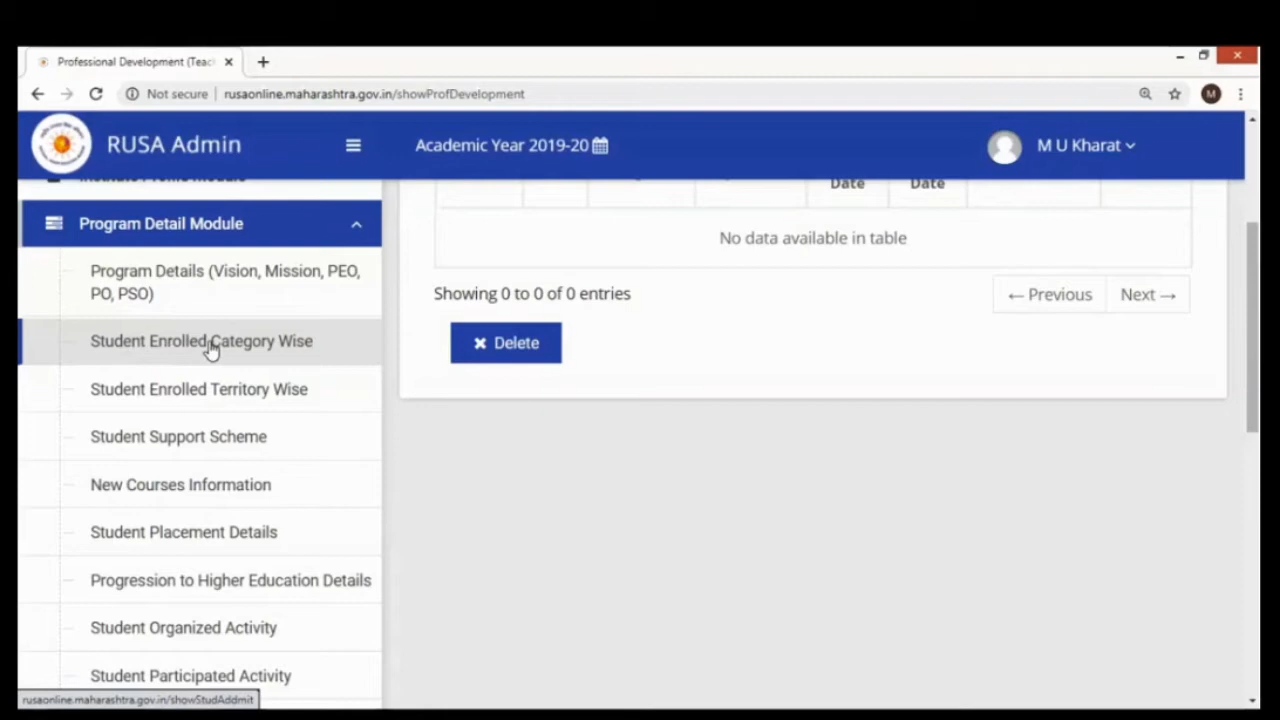 Professional Development (Teac
Not secure
rusaonline.maharashtra.gov.in/showProfDevelopment
M
RUSA Admin
Academic Year 2019-20
M U Kharat
Institute Profile Module
Program Detail Module
Program Details (Vision, Mission, PEO,
PO, PSO)
Student Enrolled Category Wise
Student Enrolled Territory Wise
Student Support Scheme
New Courses Information
Student Placement Details
Progression to Higher Education Details
Student Organized Activity
Student Participated Activity
Date
Date
No data available in table
Showing 0 to 0 of 0 entries
← Previous
Next →
Delete
rusaonline.maharashtra.gov.in/showStudAddmit